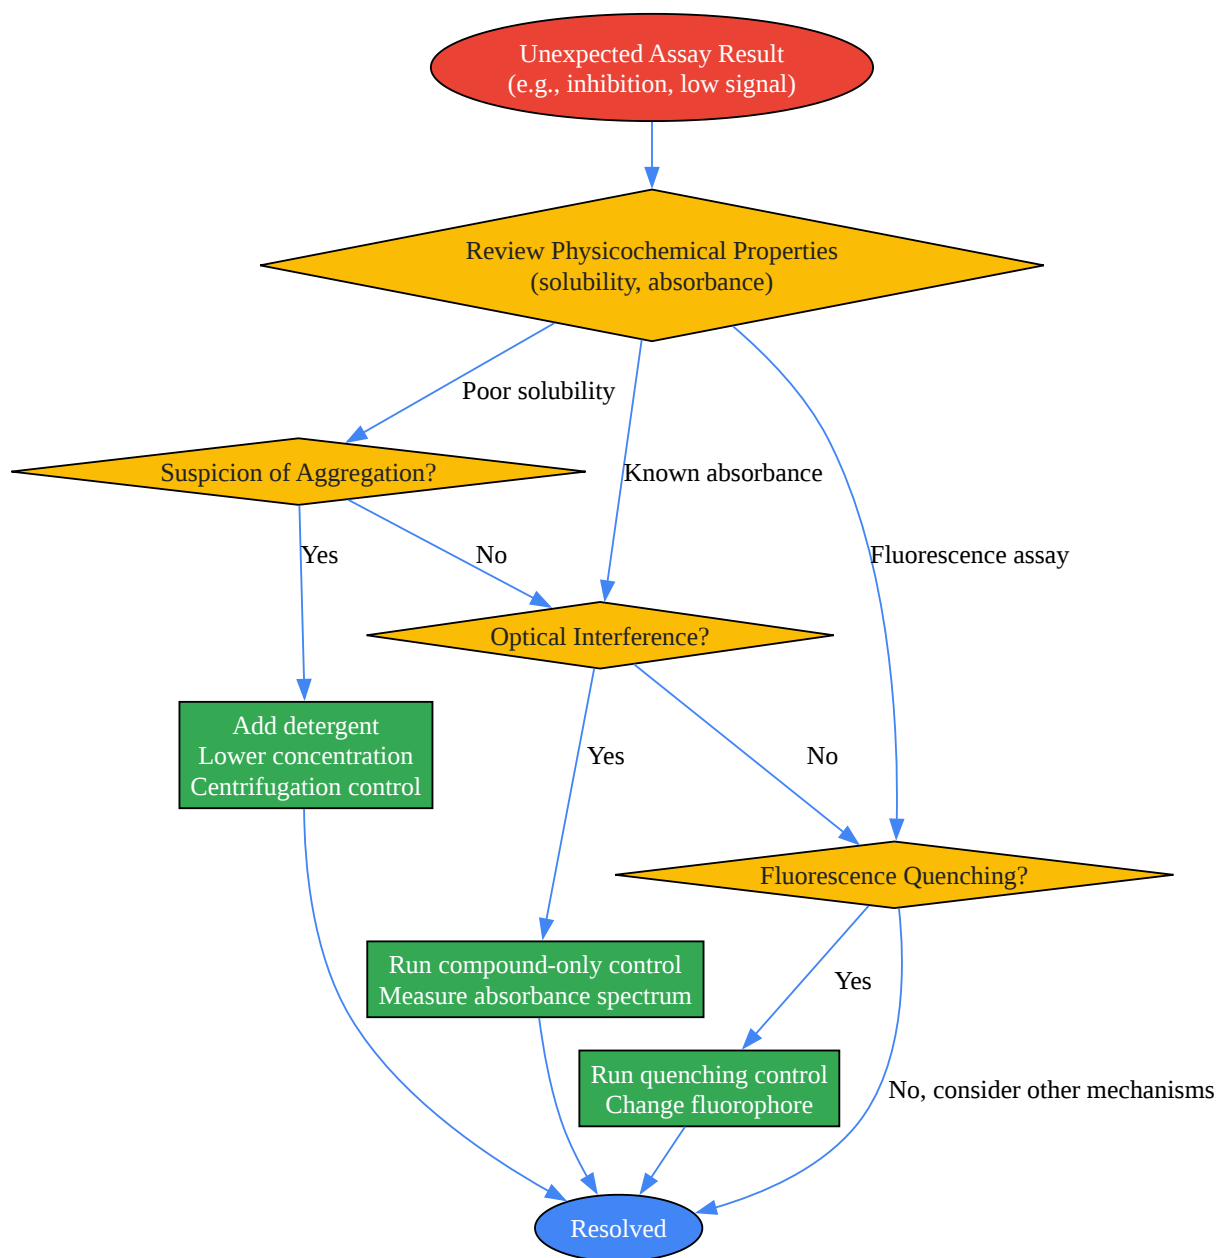 Unexpected Assay Result
(e.g., inhibition, low signal)
Review Physicochemical Properties
(solubility, absorbance)
Poor solubility
Suspicion of Aggregation?
Known absorbance
Yes
No
Fluorescence assay
Optical Interference?
Add detergent
Lower concentration
Centrifugation control
Yes
No
Fluorescence Quenching?
Run compound-only control
Measure absorbance spectrum
Yes
Run quenching control
Change fluorophore
No, consider other mechanisms
Resolved